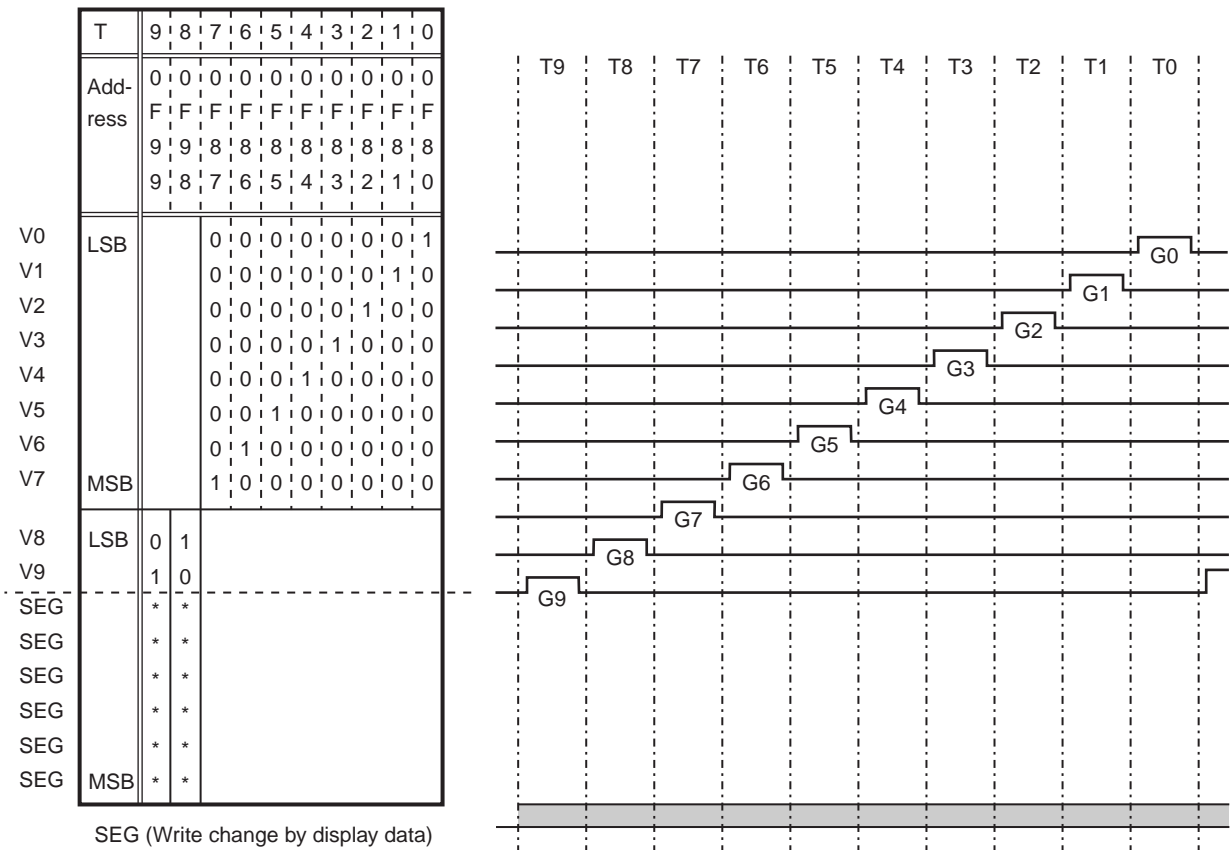 T 9 8 7 6 5 4 3 2 1 0
Add-
ress
0 0 0 0 0 0 0 0 0 0
F F F F F F F F F F
9 9 8 8 8 8 8 8 8 8
9 8 7 6 5 4 3 2 1 0
V0 LSB 0 0 0 0 0 0 0 1
V1 0 0 0 0 0 0 1 0
V2 0 0 0 0 0 1 0 0
V3 0 0 0 0 1 0 0 0
V4 0 0 0 1 0 0 0 0
V5 0 0 1 0 0 0 0 0
V6 0 1 0 0 0 0 0 0
V7 MSB 1 0 0 0 0 0 0 0
V8 LSB 0 1
V9 1 0
SEG * *
SEG * *
SEG * *
SEG * *
SEG * *
SEG MSB * *
SEG (Write change by display data)
T9 T8 T7 T6 T5 T4 T3 T2 T1 T0
G0
G1
G2
G3
G4
G5
G6
G7
G8
G9